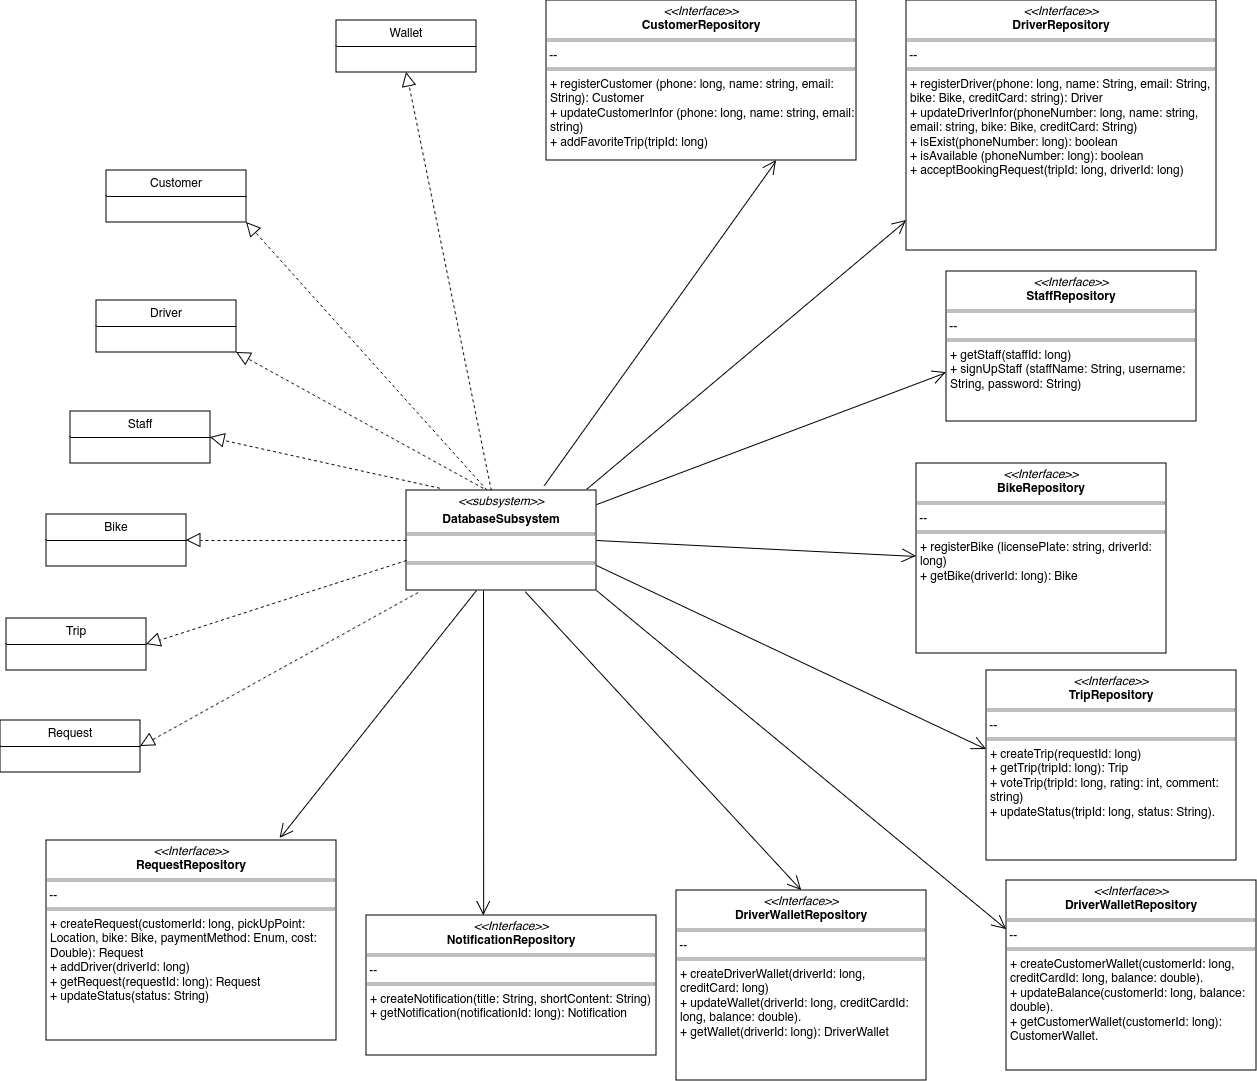 Wallet
<<Interface>>
CustomerRepository
--
+ registerCustomer (phone: long, name: string, email:
String): Customer
+ updateCustomerInfor (phone: long, name: string, email:
string)
+ addFavoriteTrip(tripId: long)
<<Interface>>
DriverRepository
--
+ registerDriver(phone: long, name: String, email: String,
bike: Bike, creditCard: string): Driver
+ updateDriverInfor(phoneNumber: long, name: string,
email: string, bike: Bike, creditCard: String)
+ isExist(phoneNumber: long): boolean
+ isAvailable (phoneNumber: long): boolean
+ acceptBookingRequest(tripId: long, driverId: long)
Customer
Driver
<<Interface>>
StaffRepository
--
+ getStaff(staffId: long)
+ signUpStaff (staffName: String, username:
String, password: String)
Staff
<<subsystem>>
DatabaseSubsystem
<<Interface>>
BikeRepository
--
+ registerBike (licensePlate: string, driverId:
long)
+ getBike(driverId: long): Bike
Bike
Trip
Request
<<Interface>>
TripRepository
--
+ createTrip(requestId: long)
+ getTrip(tripId: long): Trip
+ voteTrip(tripId: long, rating: int, comment:
string)
+ updateStatus(tripId: long, status: String).
<<Interface>>
RequestRepository
--
+ createRequest(customerId: long, pickUpPoint:
Location, bike: Bike, paymentMethod: Enum, cost:
Double): Request
+ addDriver(driverId: long)
+ getRequest(requestId: long): Request
+ updateStatus(status: String)
<<Interface>>
NotificationRepository
--
+ createNotification(title: String, shortContent: String)
+ getNotification(notificationId: long): Notification
<<Interface>>
DriverWalletRepository
--
+ createDriverWallet(driverId: long,
creditCard: long)
+ updateWallet(driverId: long, creditCardId:
long, balance: double).
+ getWallet(driverId: long): DriverWallet
<<Interface>>
DriverWalletRepository
--
+ createCustomerWallet(customerId: long,
creditCardId: long, balance: double).
+ updateBalance(customerId: long, balance:
double).
+ getCustomerWallet(customerId: long):
CustomerWallet.